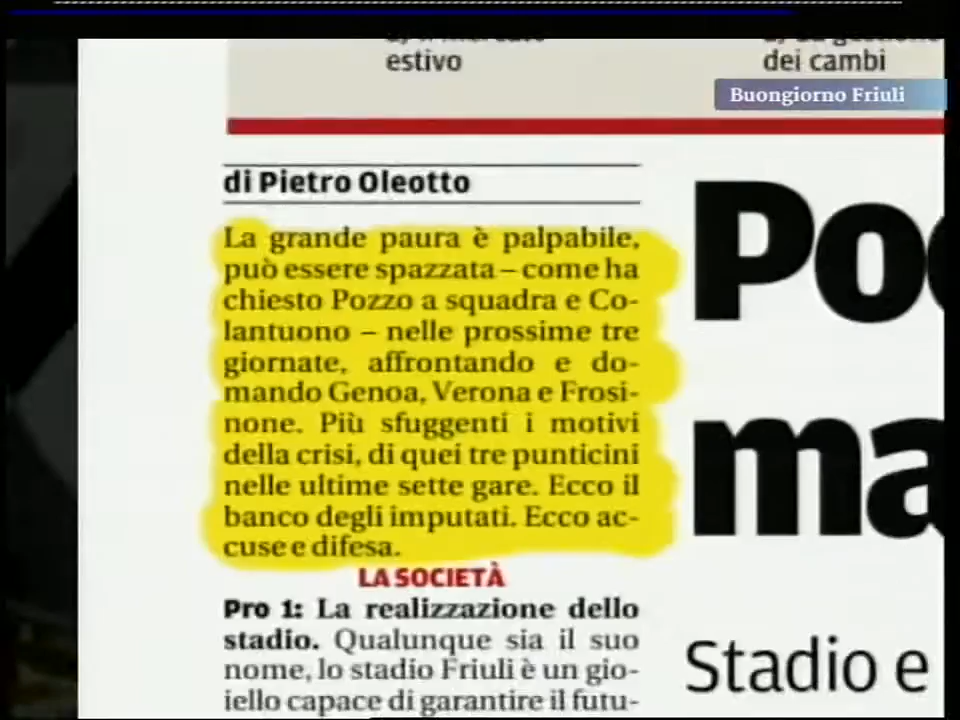 estivo
dei cambi
Buongiorno Friuli
di Pietro Oleotto
La grande paura è palpabile,
può essere spazzata – come ha
chiesto Pozzo a squadra e Co-
lantuono – nelle prossime tre
giornate, affrontando e do-
mando Genoa, Verona e Frosi-
none. Più sfuggenti i motivi
della crisi, di quei tre punticini
nelle ultime sette gare. Ecco il
banco degli imputati. Ecco ac-
cuse e difesa.
LA SOCIETÀ
Pro 1: La realizzazione dello
stadio. Qualunque sia il suo
nome, lo stadio Friuli è un gio-
iello capace di garantire il futu-
ma
Stadio e